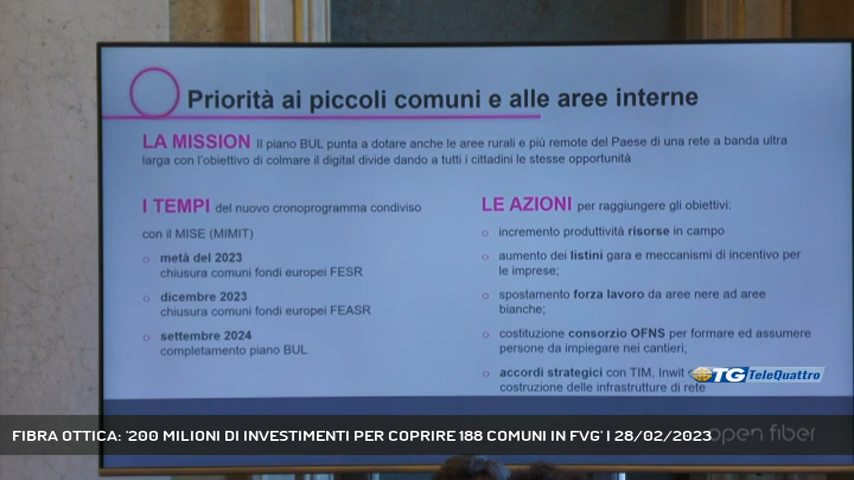 Priorità ai piccoli comuni e alle aree interne
LA MISSION Il piano BUL punta a dotare anche le aree rurali e più remote del Paese di una rete a banda ultra
larga con l'obiettivo di colmare il digital divide dando a tutti i cittadini le stesse opportunità
I TEMPI del nuovo cronoprogramma condiviso
con il MISE (MIMIT)
metà del 2023
chiusura comuni fondi europei FESR
dicembre 2023
chiusura comuni fondi europei FEASR
settembre 2024
completamento piano BUL
LE AZIONI per raggiungere gli obiettivi:
incremento produttività risorse in campo
aumento dei listini gara e meccanismi di incentivo per
le imprese;
spostamento forza lavoro da aree nere ad aree
bianche;
costituzione consorzio OFNS per formare ed assumere
persone da impiegare nei cantieri;
accordi strategici con TIM, Inwit
costruzione delle infrastrutture di rete
TG TeleQuattro
FIBRA OTTICA: '200 MILIONI DI INVESTIMENTI PER COPRIRE 188 COMUNI IN FVG' | 28/02/2023
open fiber